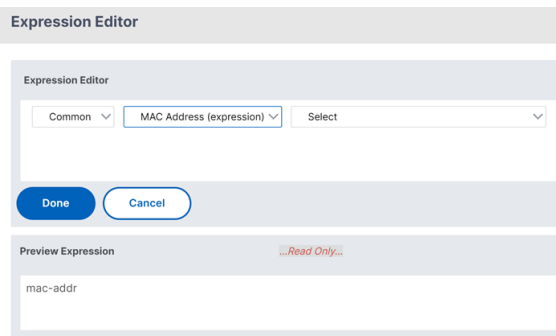 Expression Editor
Expression Editor
Common MAC Address (expression) Select
Done Cancel
Preview Expression ...Read Only...
mac-addr